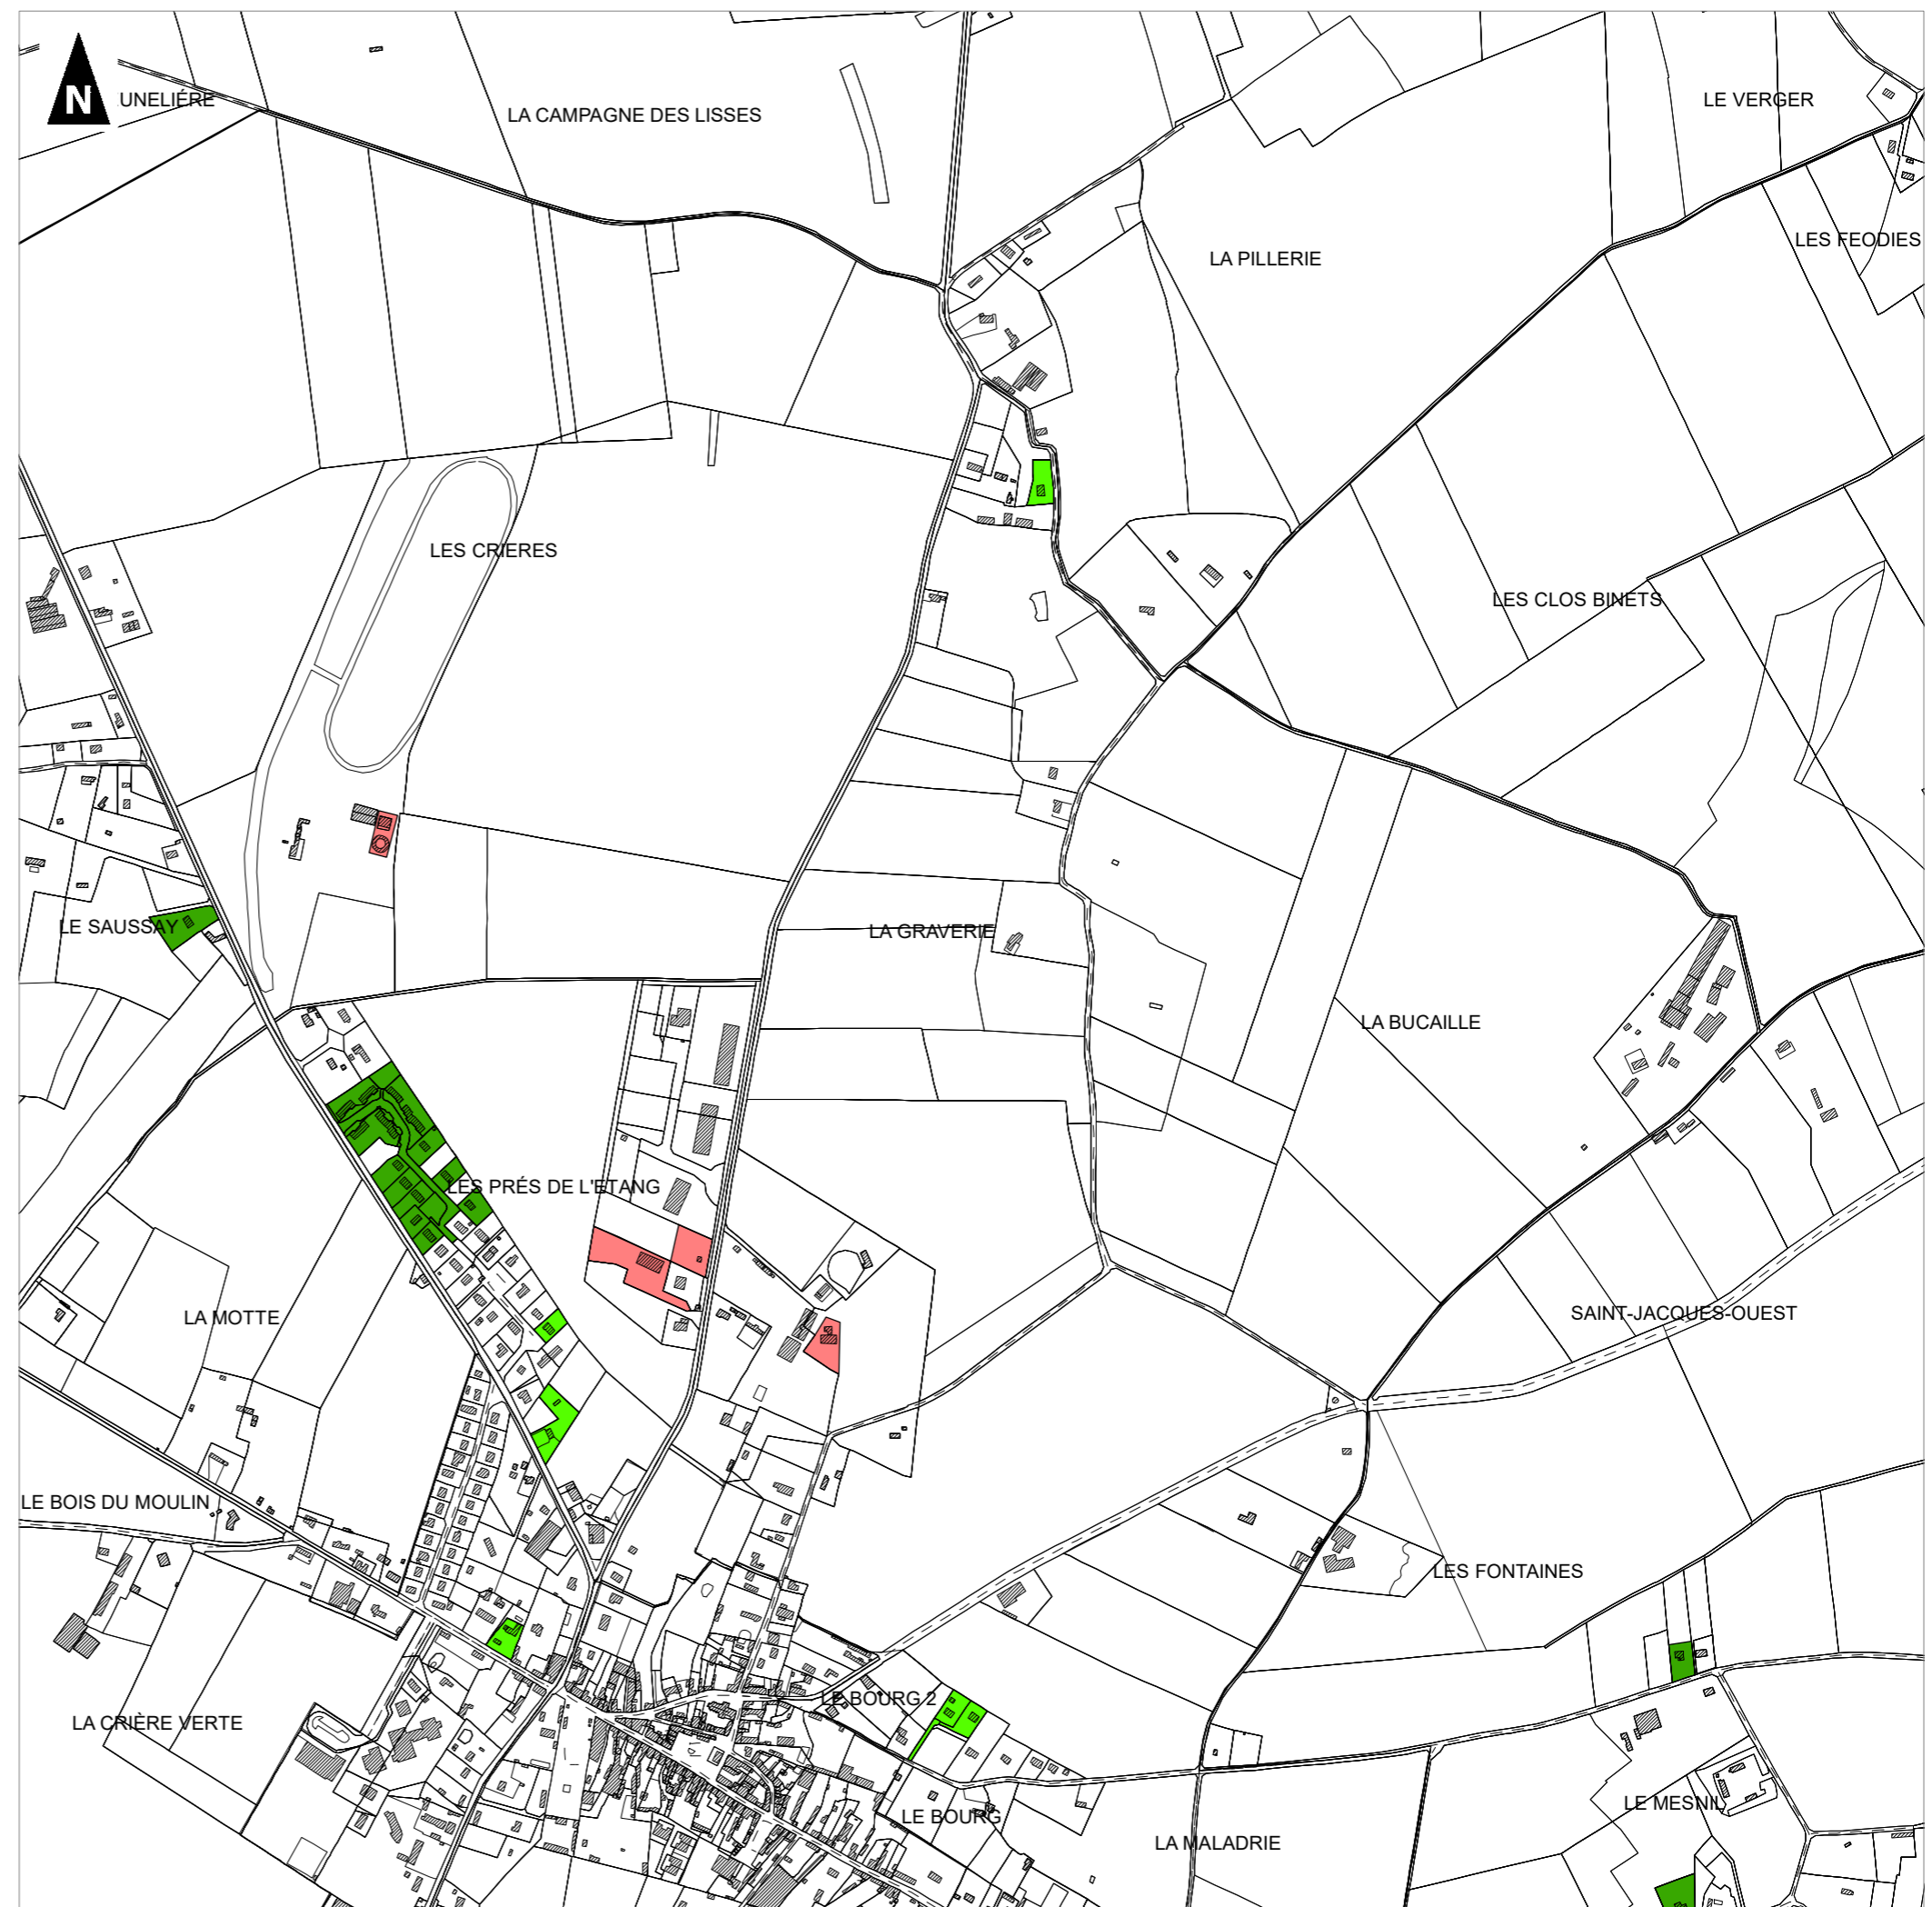 N
UNELIÉRE
LA CAMPAGNE DES LISSES
LE VERGER
LES FEODIES
LA PILLERIE
LES CRIERES
LES CLOS BINETS
LE SAUSSAY
LA GRAVERIE
LA BUCAILLE
LES PRÉS DE L'ETANG
LA MOTTE
SAINT-JACQUES-OUEST
LE BOIS DU MOULIN
LES FONTAINES
LE BOURG 2
LA CRIÈRE VERTE
LE MESNIL
LE BOURG
LA MALADRIE